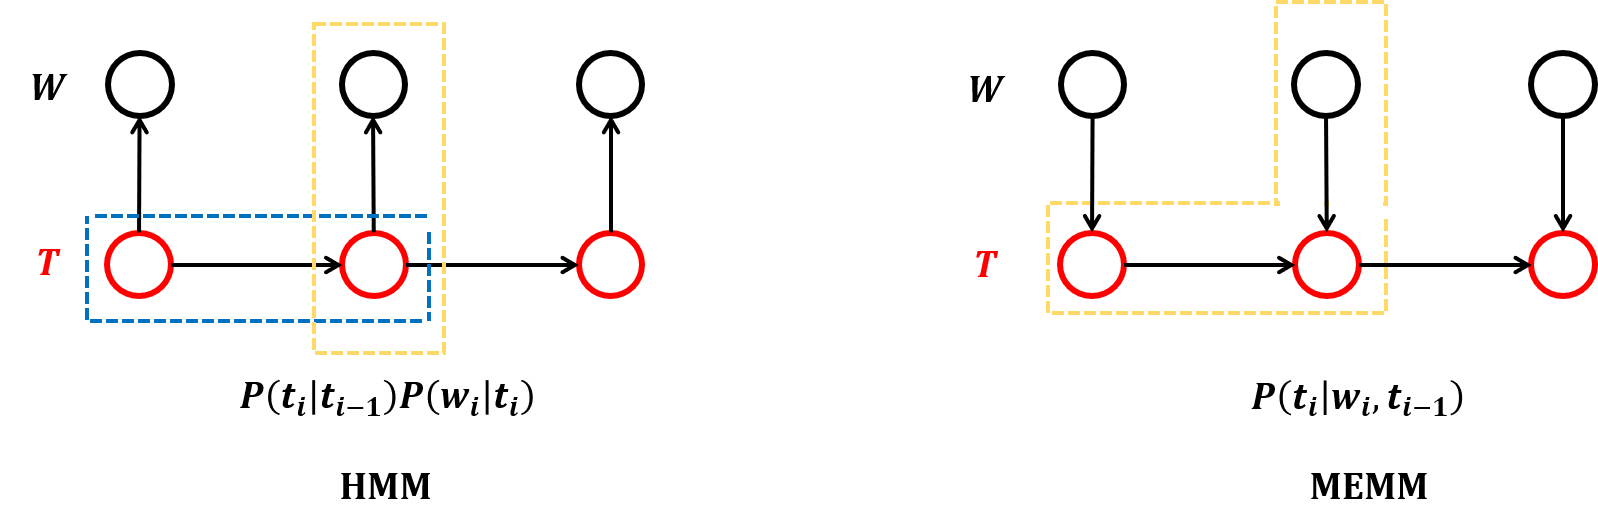 W
W
T
T
P(t_i|t_{i-1})P(w_i|t_i)
P(t_i|w_i, t_{i-1})
HMM
MEMM